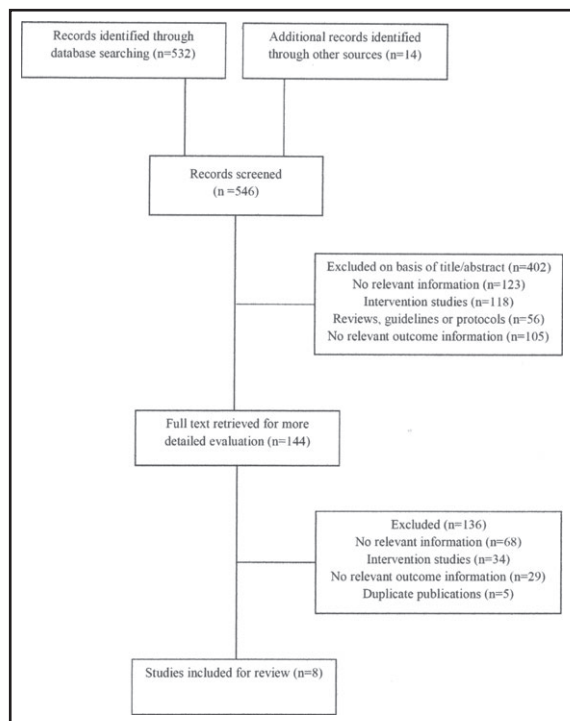 Records identified through
database searching (n=532)
Additional records identified
through other sources (n=14)
Records screened
(n =546)
Excluded on basis of title/abstract (n=402)
No relevant information (n=123)
Intervention studies (n=118)
Reviews, guidelines or protocols (n=56)
No relevant outcome information (n=105)
Full text retrieved for more
detailed evaluation (n=144)
Excluded (n=136)
No relevant information (n=68)
Intervention studies (n=34)
No relevant outcome information (n=29)
Duplicate publications (n=5)
Studies included for review (n=8)